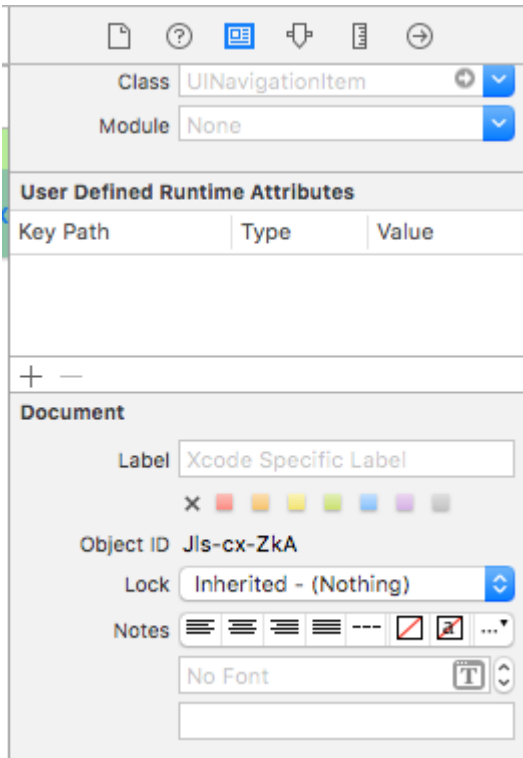 Class UINavigationItem
Module None
User Defined Runtime Attributes
Key Path Type Value
Document
Label Xcode Specific Label
Object ID Jls-cx-ZkA
Lock Inherited - (Nothing)
Notes --- a ...
No Font T